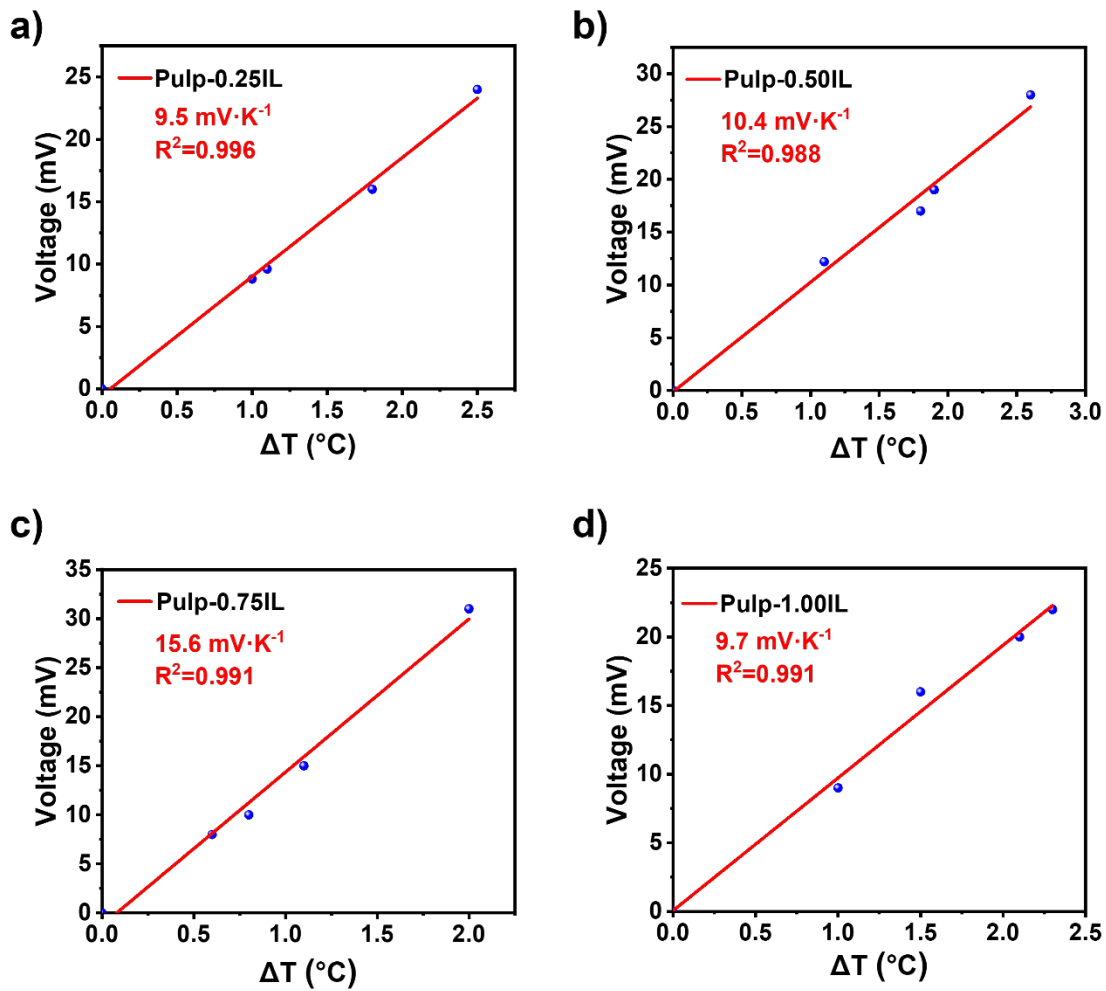 a)
Pulp-0.25IL
9.5 mV·K⁻¹
R²=0.996
Voltage (mV)
25
20
15
10
5
0
0.0 0.5 1.0 1.5 2.0 2.5
ΔT (°C)
b)
Pulp-0.50IL
10.4 mV·K⁻¹
R²=0.988
Voltage (mV)
30
25
20
15
10
5
0
0.0 0.5 1.0 1.5 2.0 2.5 3.0
ΔT (°C)
c)
Pulp-0.75IL
15.6 mV·K⁻¹
R²=0.991
Voltage (mV)
35
30
25
20
15
10
5
0
0.0 0.5 1.0 1.5 2.0
ΔT (°C)
d)
Pulp-1.00IL
9.7 mV·K⁻¹
R²=0.991
Voltage (mV)
25
20
15
10
5
0
0.0 0.5 1.0 1.5 2.0 2.5
ΔT (°C)